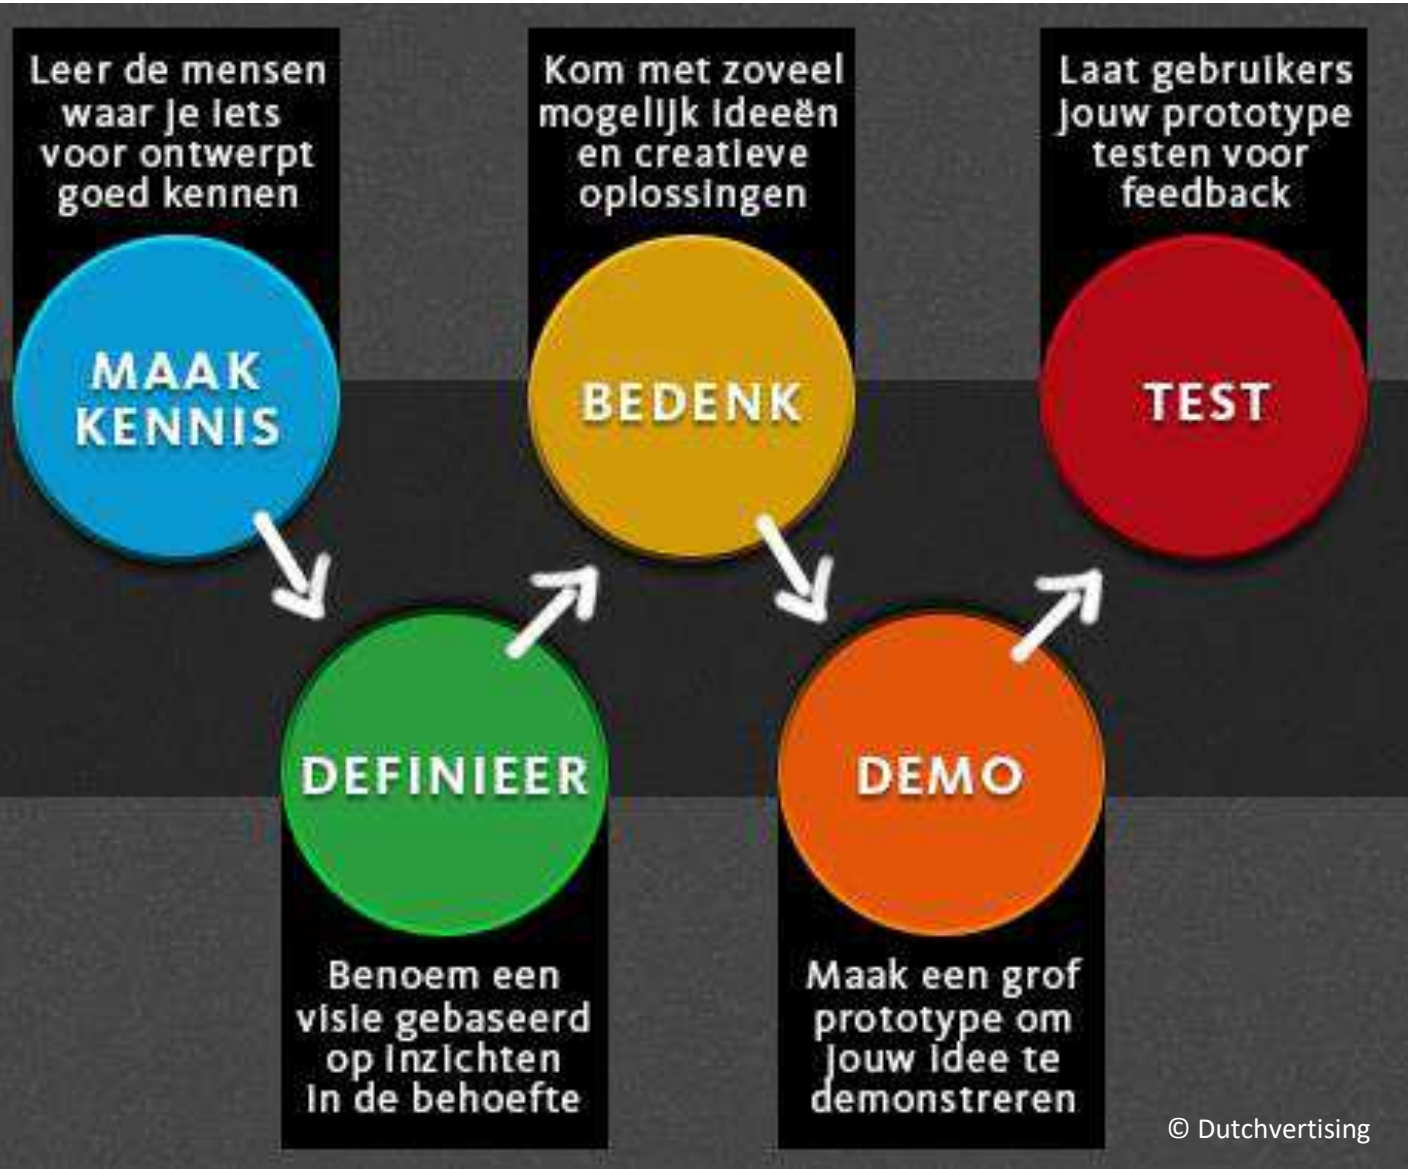 Leer de mensen
waar je iets
voor ontwerpt
goed kennen
MAAK
KENNIS
DEFINIEER
Benoem een
visie gebaseerd
op inzichten
in de behoefte
Kom met zoveel
mogelijk ideeën
en creatieve
oplossingen
BEDENK
DEMO
Maak een grof
prototype om
jouw idee te
demonstreren
Laat gebruikers
jouw prototype
testen voor
feedback
TEST
© Dutchvertising